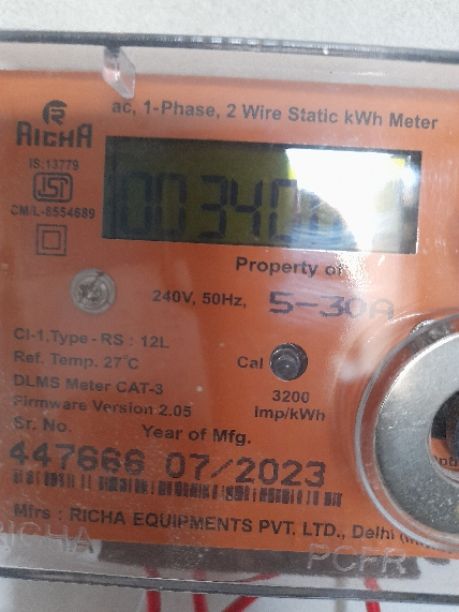 ac, 1-Phase, 2 Wire Static kWh Meter
RICHA
IS:13779
CM/L-8554689
Property of
240V, 50Hz, 5-30A
Cl-1,Type - RS : 12L
Ref. Temp. 27°C
Cal
DLMS Meter CAT-3
3200
Firmware Version 2.05
Imp/kWh
Sr. No. Year of Mfg.
447666 07/2023
Mfrs : RICHA EQUIPMENTS PVT. LTD., Delhi
RICHA